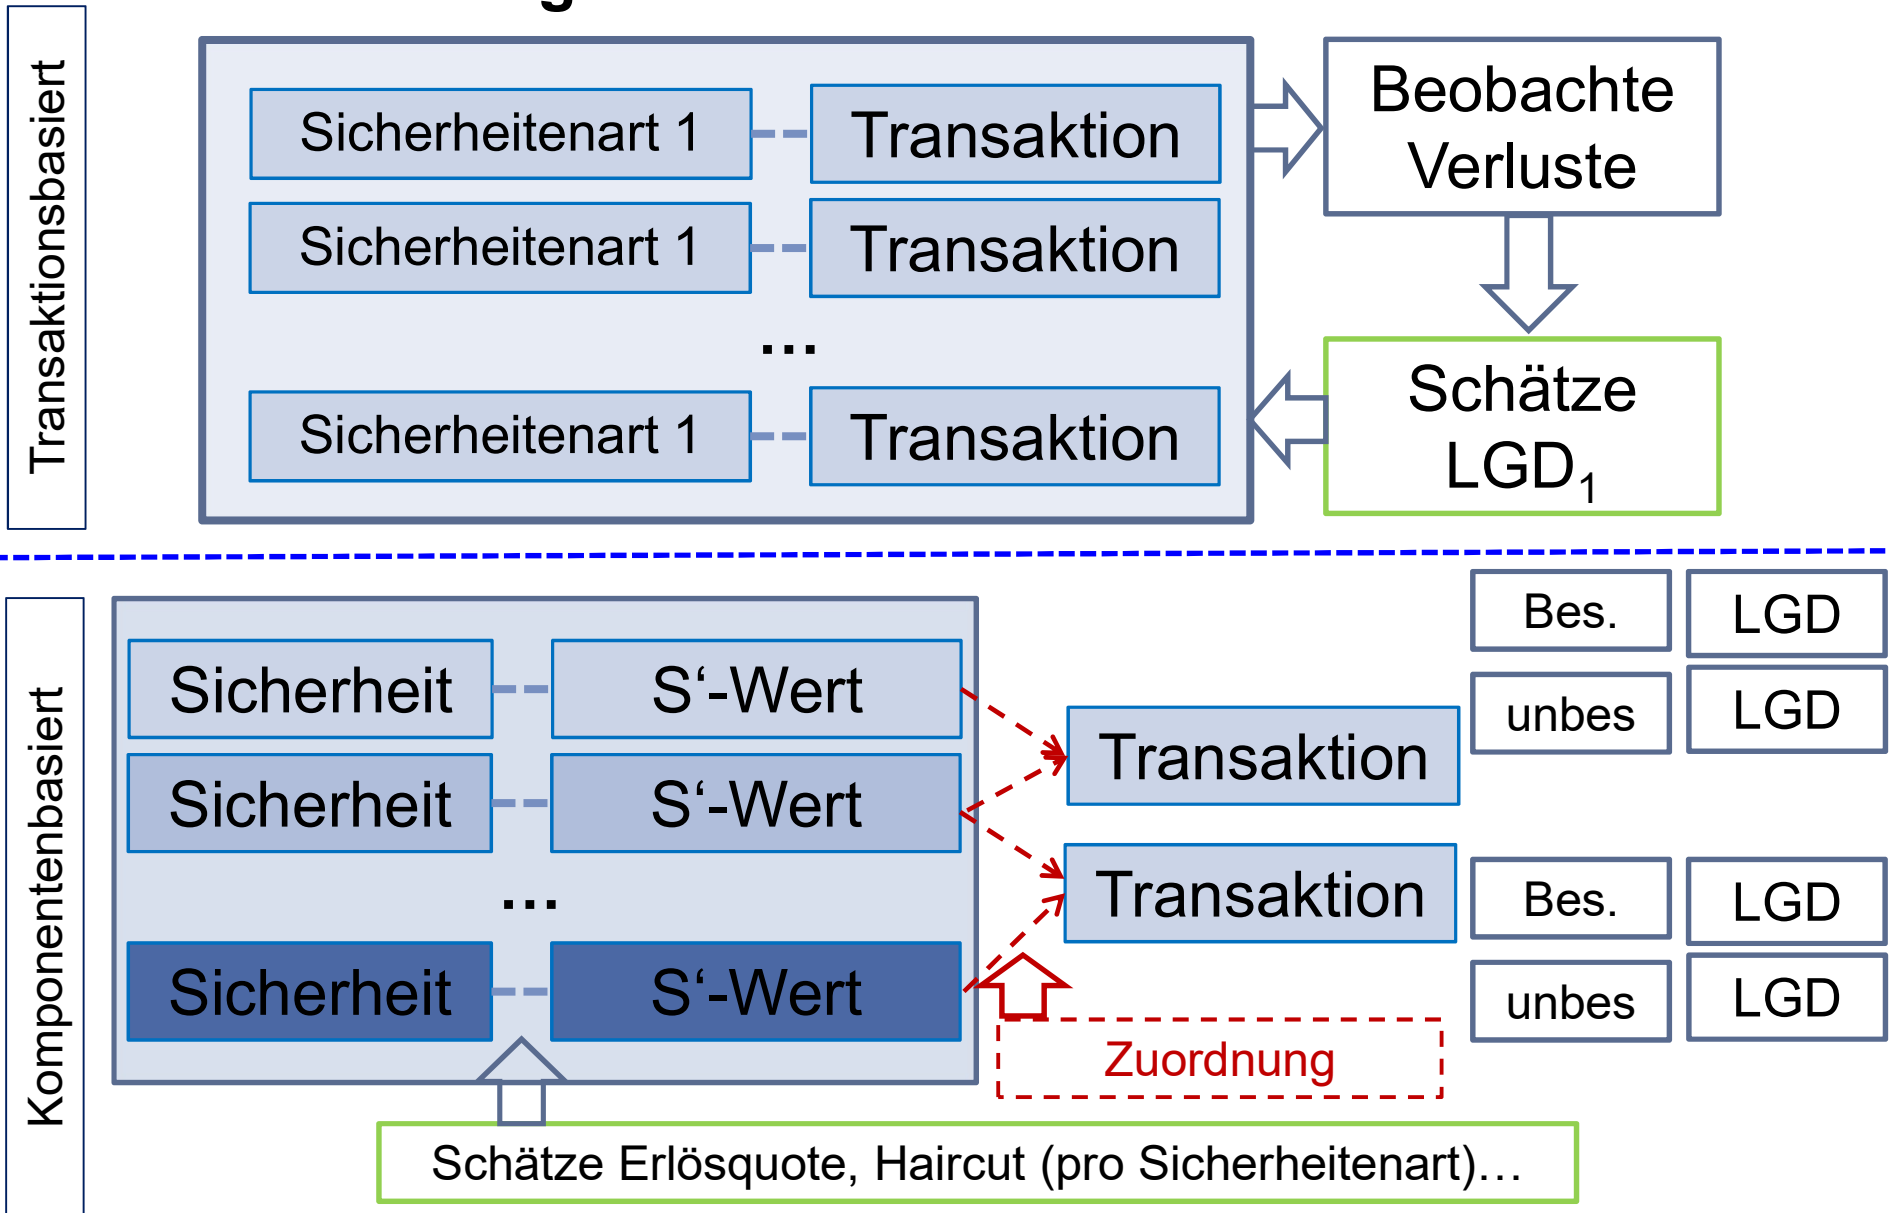 Transaktionsbasiert
Sicherheitenart 1
Transaktion
Sicherheitenart 1
Transaktion
...
Sicherheitenart 1
Transaktion
Beobachte
Verluste
Schätze
LGD₁
Komponentenbasiert
Sicherheit
S‘-Wert
Sicherheit
S‘-Wert
...
Sicherheit
S‘-Wert
Transaktion
Transaktion
Bes.
LGD
unbes
LGD
Bes.
LGD
unbes
LGD
Zuordnung
Schätze Erlösquote, Haircut (pro Sicherheitenart)…